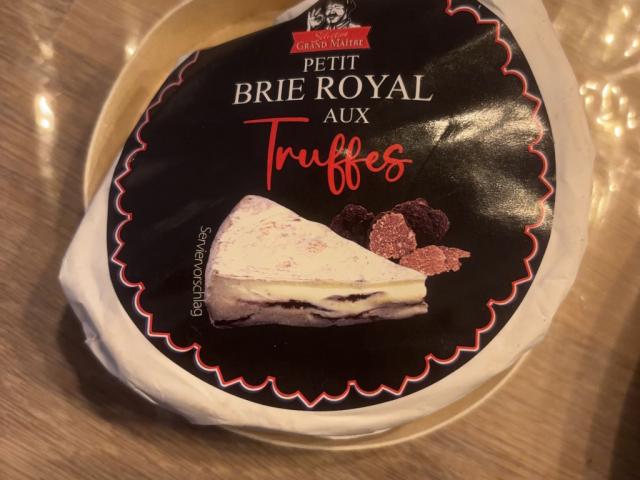 Sélection
GRAND MAÎTRE
PETIT
BRIE ROYAL
AUX
Truffes
Serviervorschlag